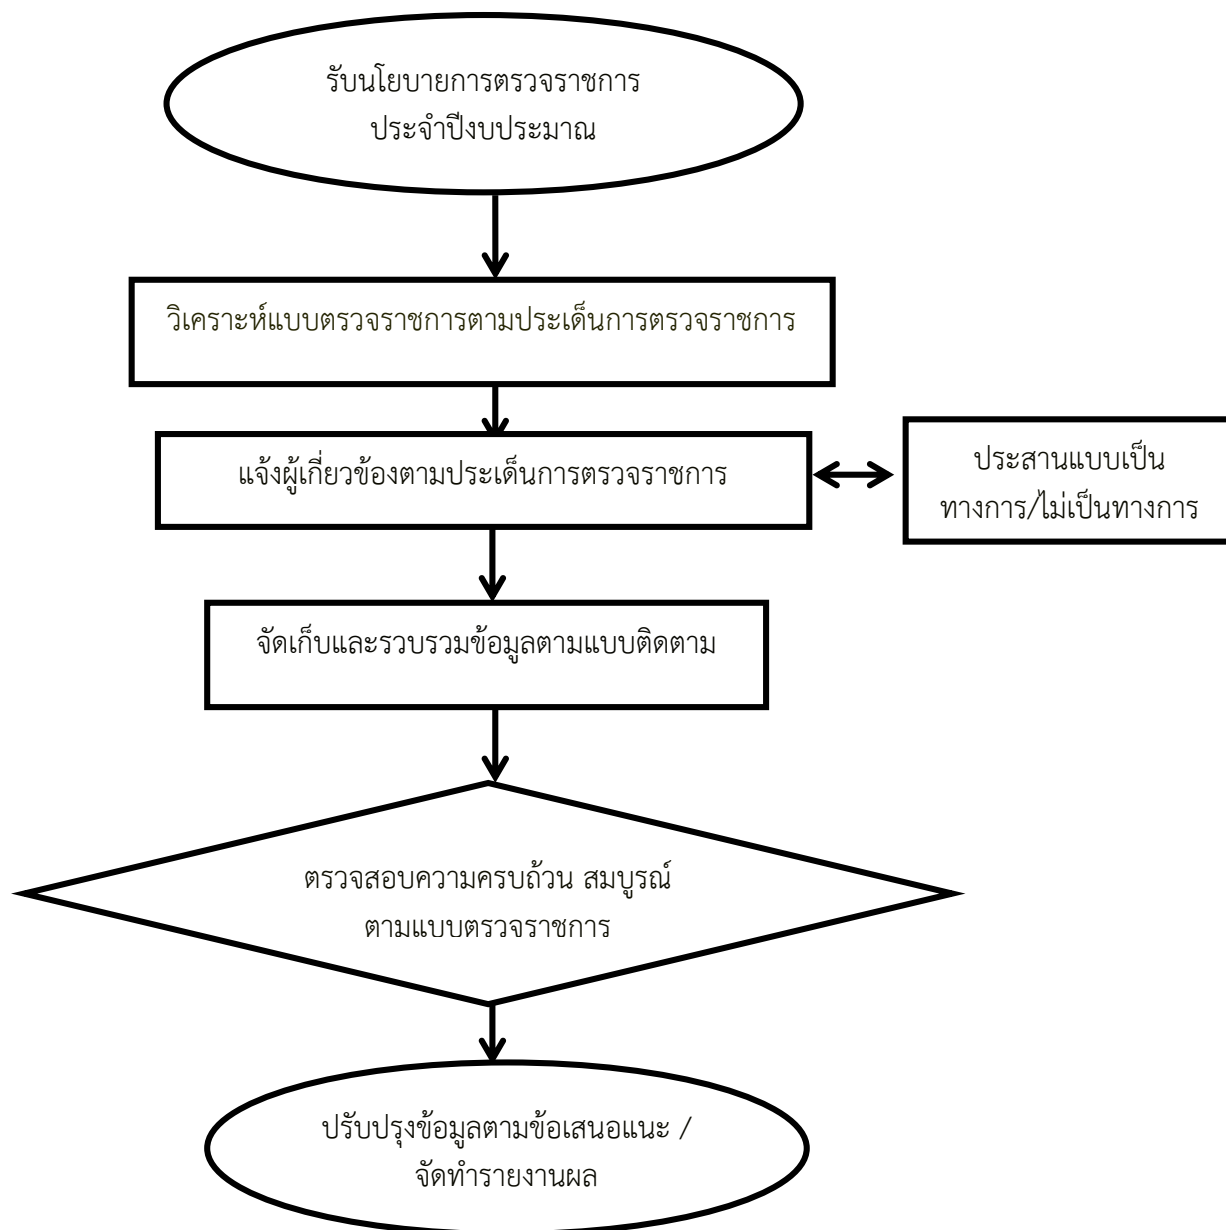 รับนโยบายการตรวจราชการ
ประจำปีงบประมาณ
วิเคราะห์แบบตรวจราชการตามประเด็นการตรวจราชการ
แจ้งผู้เกี่ยวข้องตามประเด็นการตรวจราชการ
ประสานแบบเป็น
ทางการ/ไม่เป็นทางการ
จัดเก็บและรวบรวมข้อมูลตามแบบติดตาม
ตรวจสอบความครบถ้วน สมบูรณ์
ตามแบบตรวจราชการ
ปรับปรุงข้อมูลตามข้อเสนอแนะ /
จัดทำรายงานผล